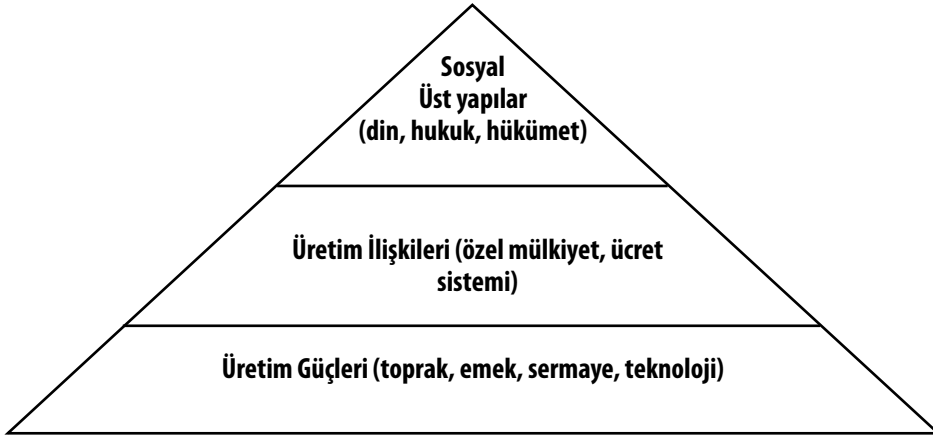 Sosyal
Üst yapılar
(din, hukuk, hükümet)
Üretim İlişkileri (özel mülkiyet, ücret
sistemi)
Üretim Güçleri (toprak, emek, sermaye, teknoloji)